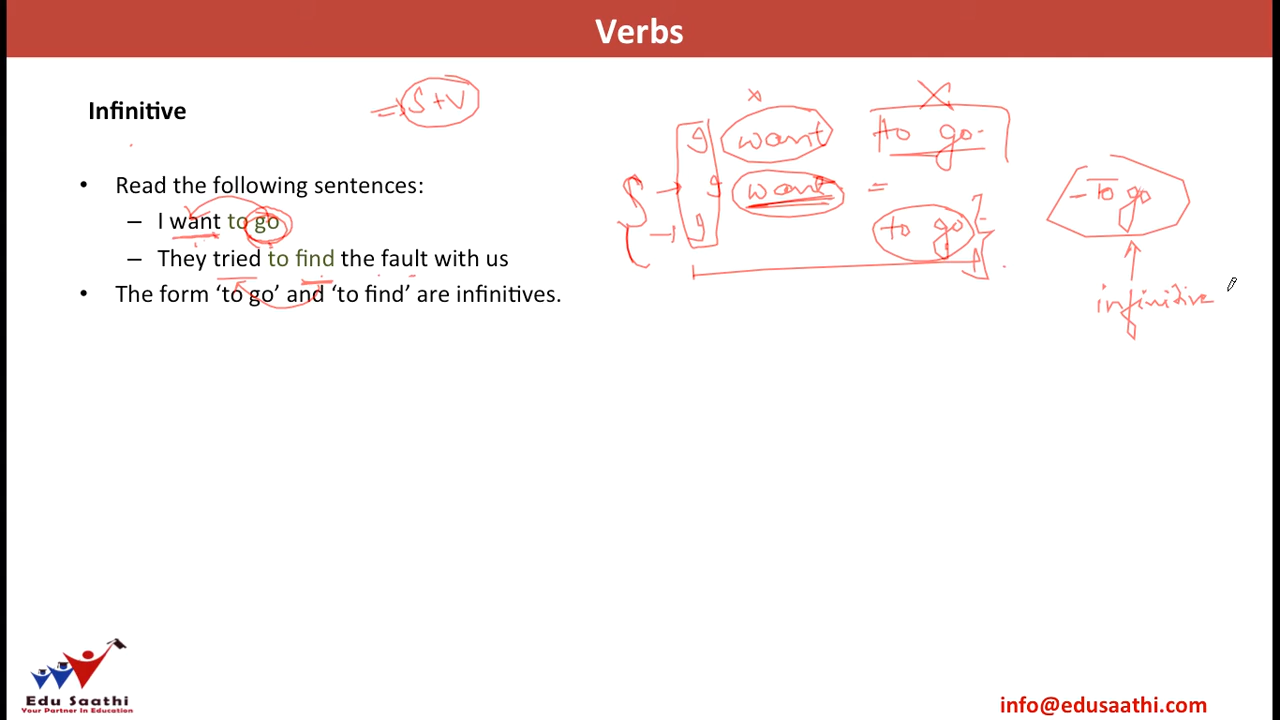 Verbs
Infinitive
=> S+V
• Read the following sentences:
– I want to go
– They tried to find the fault with us
• The form ‘to go’ and ‘to find’ are infinitives.
want to go
want =
to go
S
– to go
infinitive
Edu Saathi
Your Partner In Education
info@edusaathi.com